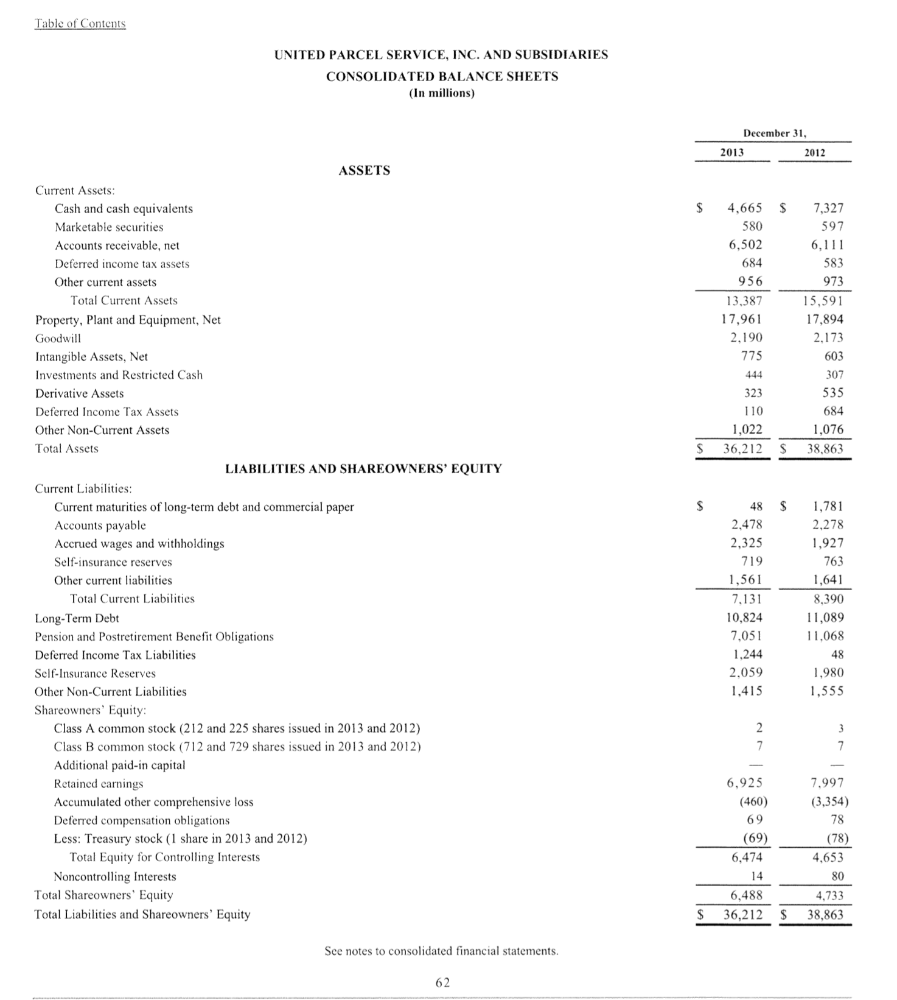 Table of Contents
UNITED PARCEL SERVICE, INC. AND SUBSIDIARIES
CONSOLIDATED BALANCE SHEETS
(In millions)
December 31,
2013 2012
ASSETS
Current Assets:
Cash and cash equivalents $ 4,665 $ 7,327
Marketable securities 580 597
Accounts receivable, net 6,502 6,111
Deferred income tax assets 684 583
Other current assets 956 973
Total Current Assets 13,387 15,591
Property, Plant and Equipment, Net 17,961 17,894
Goodwill 2,190 2,173
Intangible Assets, Net 775 603
Investments and Restricted Cash 444 307
Derivative Assets 323 535
Deferred Income Tax Assets 110 684
Other Non-Current Assets 1,022 1,076
Total Assets $ 36,212 $ 38,863
LIABILITIES AND SHAREOWNERS' EQUITY
Current Liabilities:
Current maturities of long-term debt and commercial paper $ 48 $ 1,781
Accounts payable 2,478 2,278
Accrued wages and withholdings 2,325 1,927
Self-insurance reserves 719 763
Other current liabilities 1,561 1,641
Total Current Liabilities 7,131 8,390
Long-Term Debt 10,824 11,089
Pension and Postretirement Benefit Obligations 7,051 11,068
Deferred Income Tax Liabilities 1,244 48
Self-Insurance Reserves 2,059 1,980
Other Non-Current Liabilities 1,415 1,555
Shareowners' Equity:
Class A common stock (212 and 225 shares issued in 2013 and 2012) 2 3
Class B common stock (712 and 729 shares issued in 2013 and 2012) 7 7
Additional paid-in capital — —
Retained earnings 6,925 7,997
Accumulated other comprehensive loss (460) (3,354)
Deferred compensation obligations 69 78
Less: Treasury stock (1 share in 2013 and 2012) (69) (78)
Total Equity for Controlling Interests 6,474 4,653
Noncontrolling Interests 14 80
Total Shareowners' Equity 6,488 4,733
Total Liabilities and Shareowners' Equity $ 36,212 $ 38,863
See notes to consolidated financial statements.
62